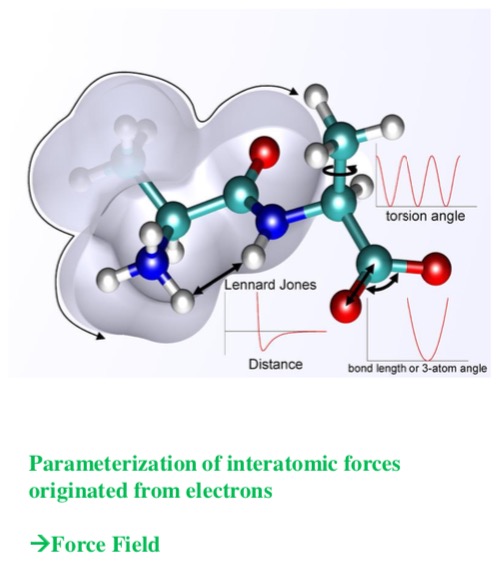 torsion angle
Lennard Jones
Distance
bond length or 3-atom angle
Parameterization of interatomic forces
originated from electrons
→Force Field